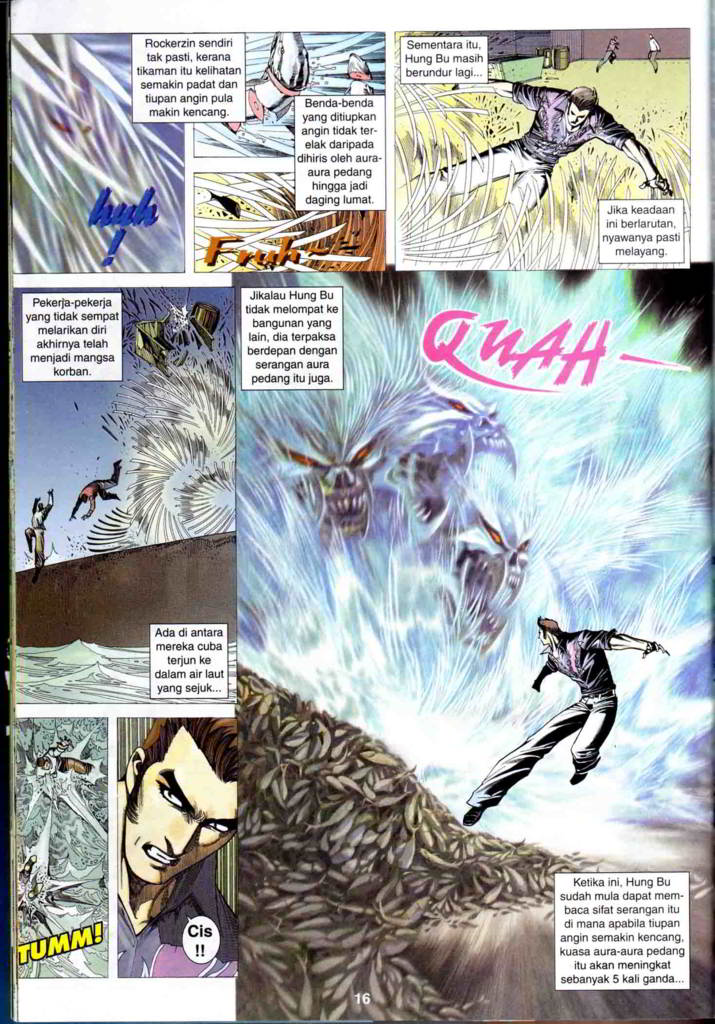 Rockerzin sendiri
tak pasti, kerana
tikaman itu kelihatan
semakin padat dan
tiupan angin pula
makin kencang.
huh
!
Benda-benda
yang ditiupkan
angin tidak ter-
elak daripada
dihiris oleh aura-
aura pedang
hingga jadi
daging lumat.
Fruh~
Sementara itu,
Hung Bu masih
berundur lagi...
Jika keadaan
ini berlarutan,
nyawanya pasti
melayang.
Pekerja-pekerja
yang tidak sempat
melarikan diri
akhirnya telah
menjadi mangsa
korban.
Ada di antara
mereka cuba
terjun ke
dalam air laut
yang sejuk...
Jikalau Hung Bu
tidak melompat ke
bangunan yang
lain, dia terpaksa
berdepan dengan
serangan aura
pedang itu juga.
QUAH—
TUMM!
Cis
!!
Ketika ini, Hung Bu
sudah mula dapat mem-
baca sifat serangan itu
di mana apabila tiupan
angin semakin kencang,
kuasa aura-aura pedang
itu akan meningkat
sebanyak 5 kali ganda...
16